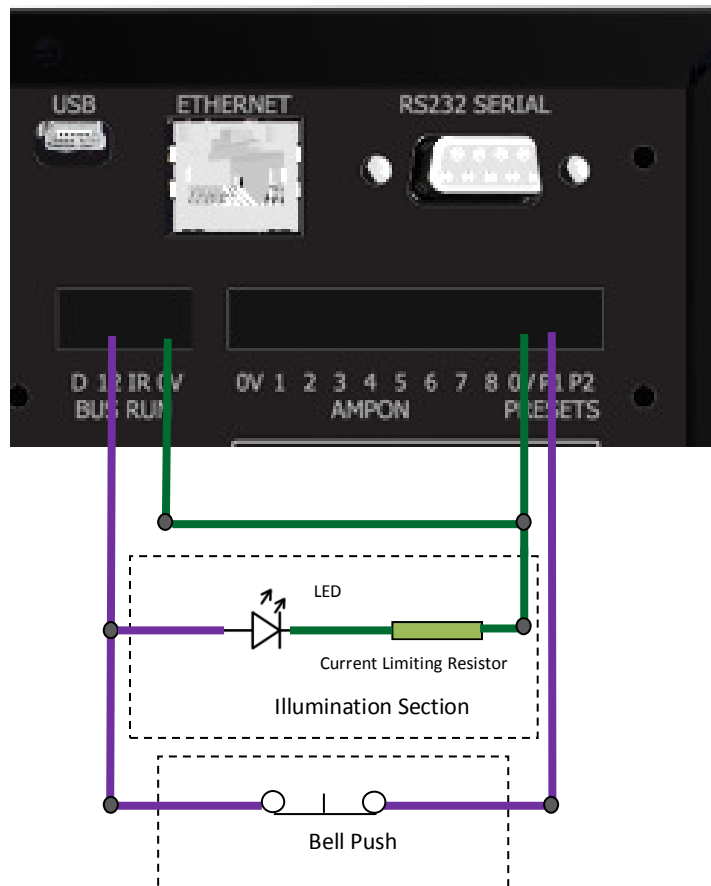 USB ETHERNET RS232 SERIAL
D 12 IR 0V 0V 1 2 3 4 5 6 7 8 0V P1 P2
BUS RUN AMPON PRESETS
LED
Current Limiting Resistor
Illumination Section
Bell Push